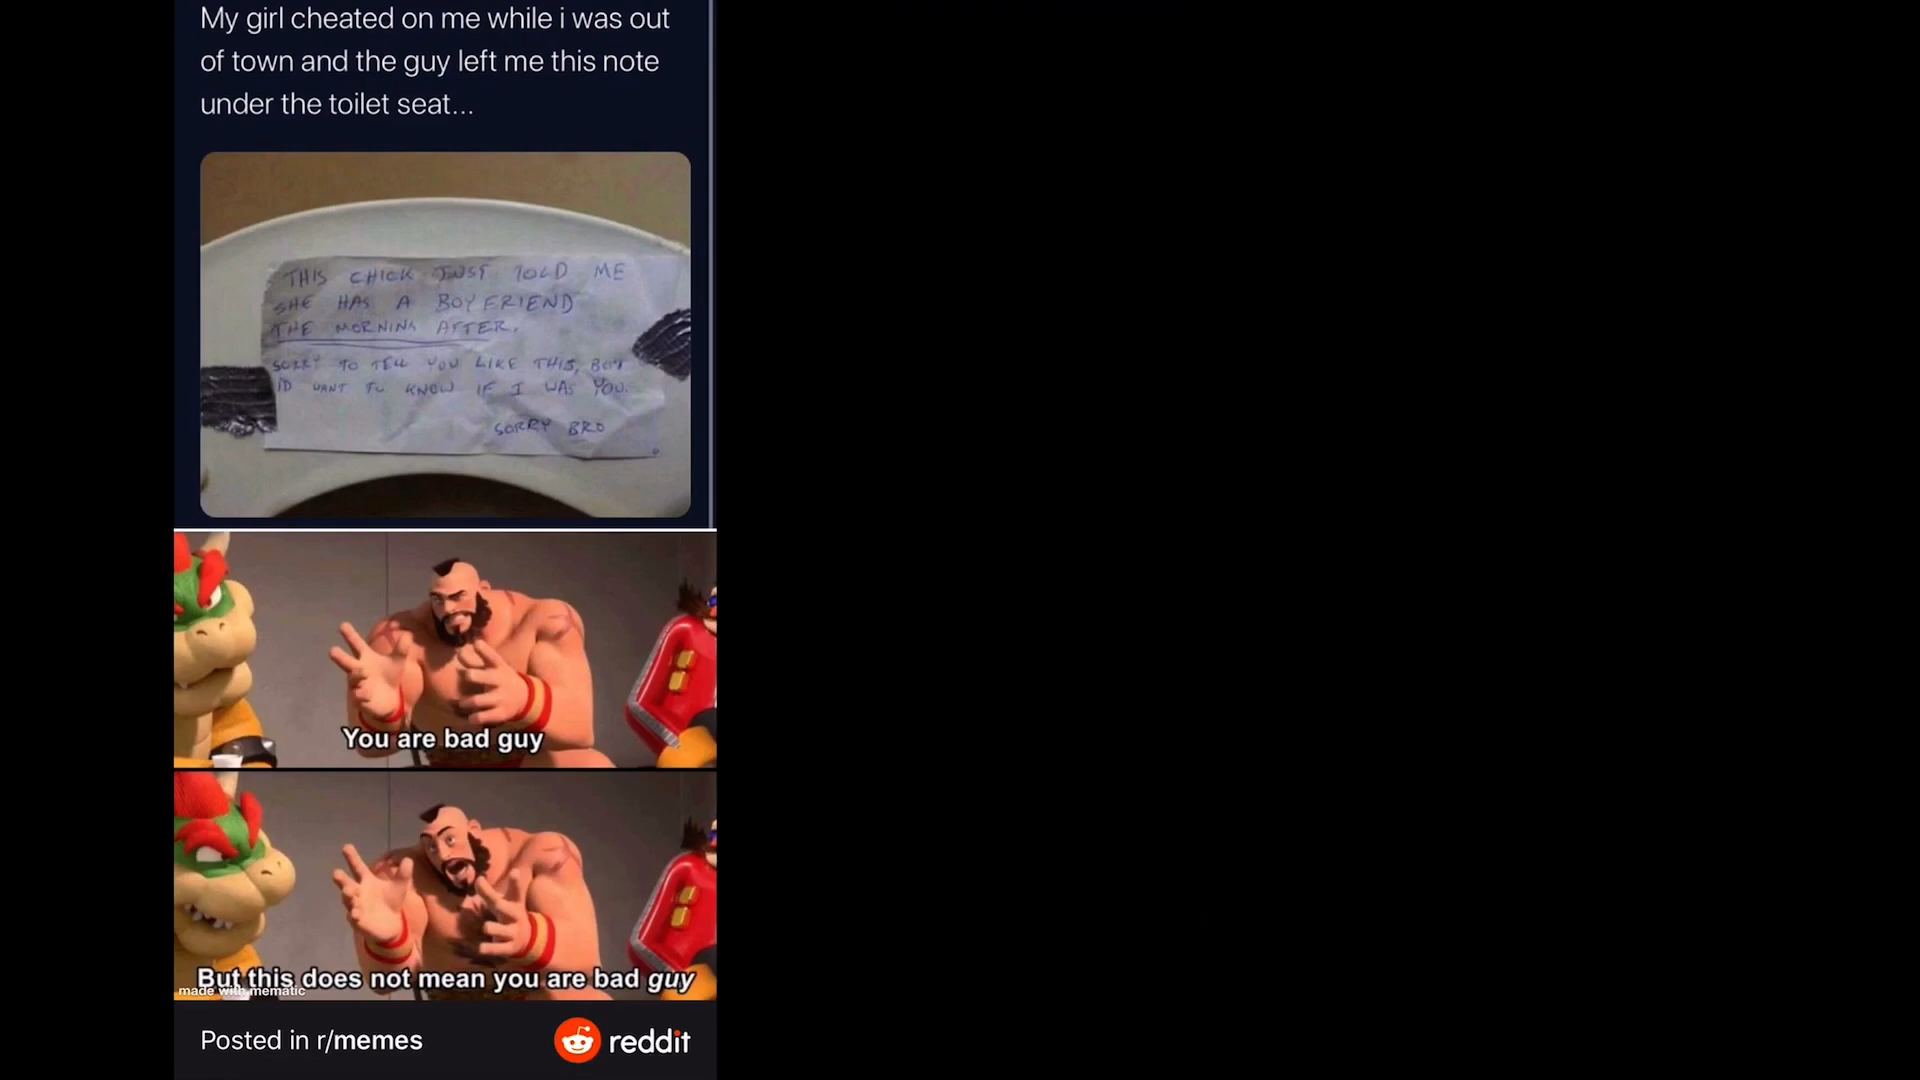 My girl cheated on me while i was out
of town and the guy left me this note
under the toilet seat...
THIS CHICK JUST TOLD ME
SHE HAS A BOYFRIEND
THE MORNING AFTER.
SORRY TO TELL YOU LIKE THIS, BUT
I'D WANT TO KNOW IF I WAS YOU.
SORRY BRO
You are bad guy
But this does not mean you are bad guy
made with mematic
Posted in r/memes
reddit